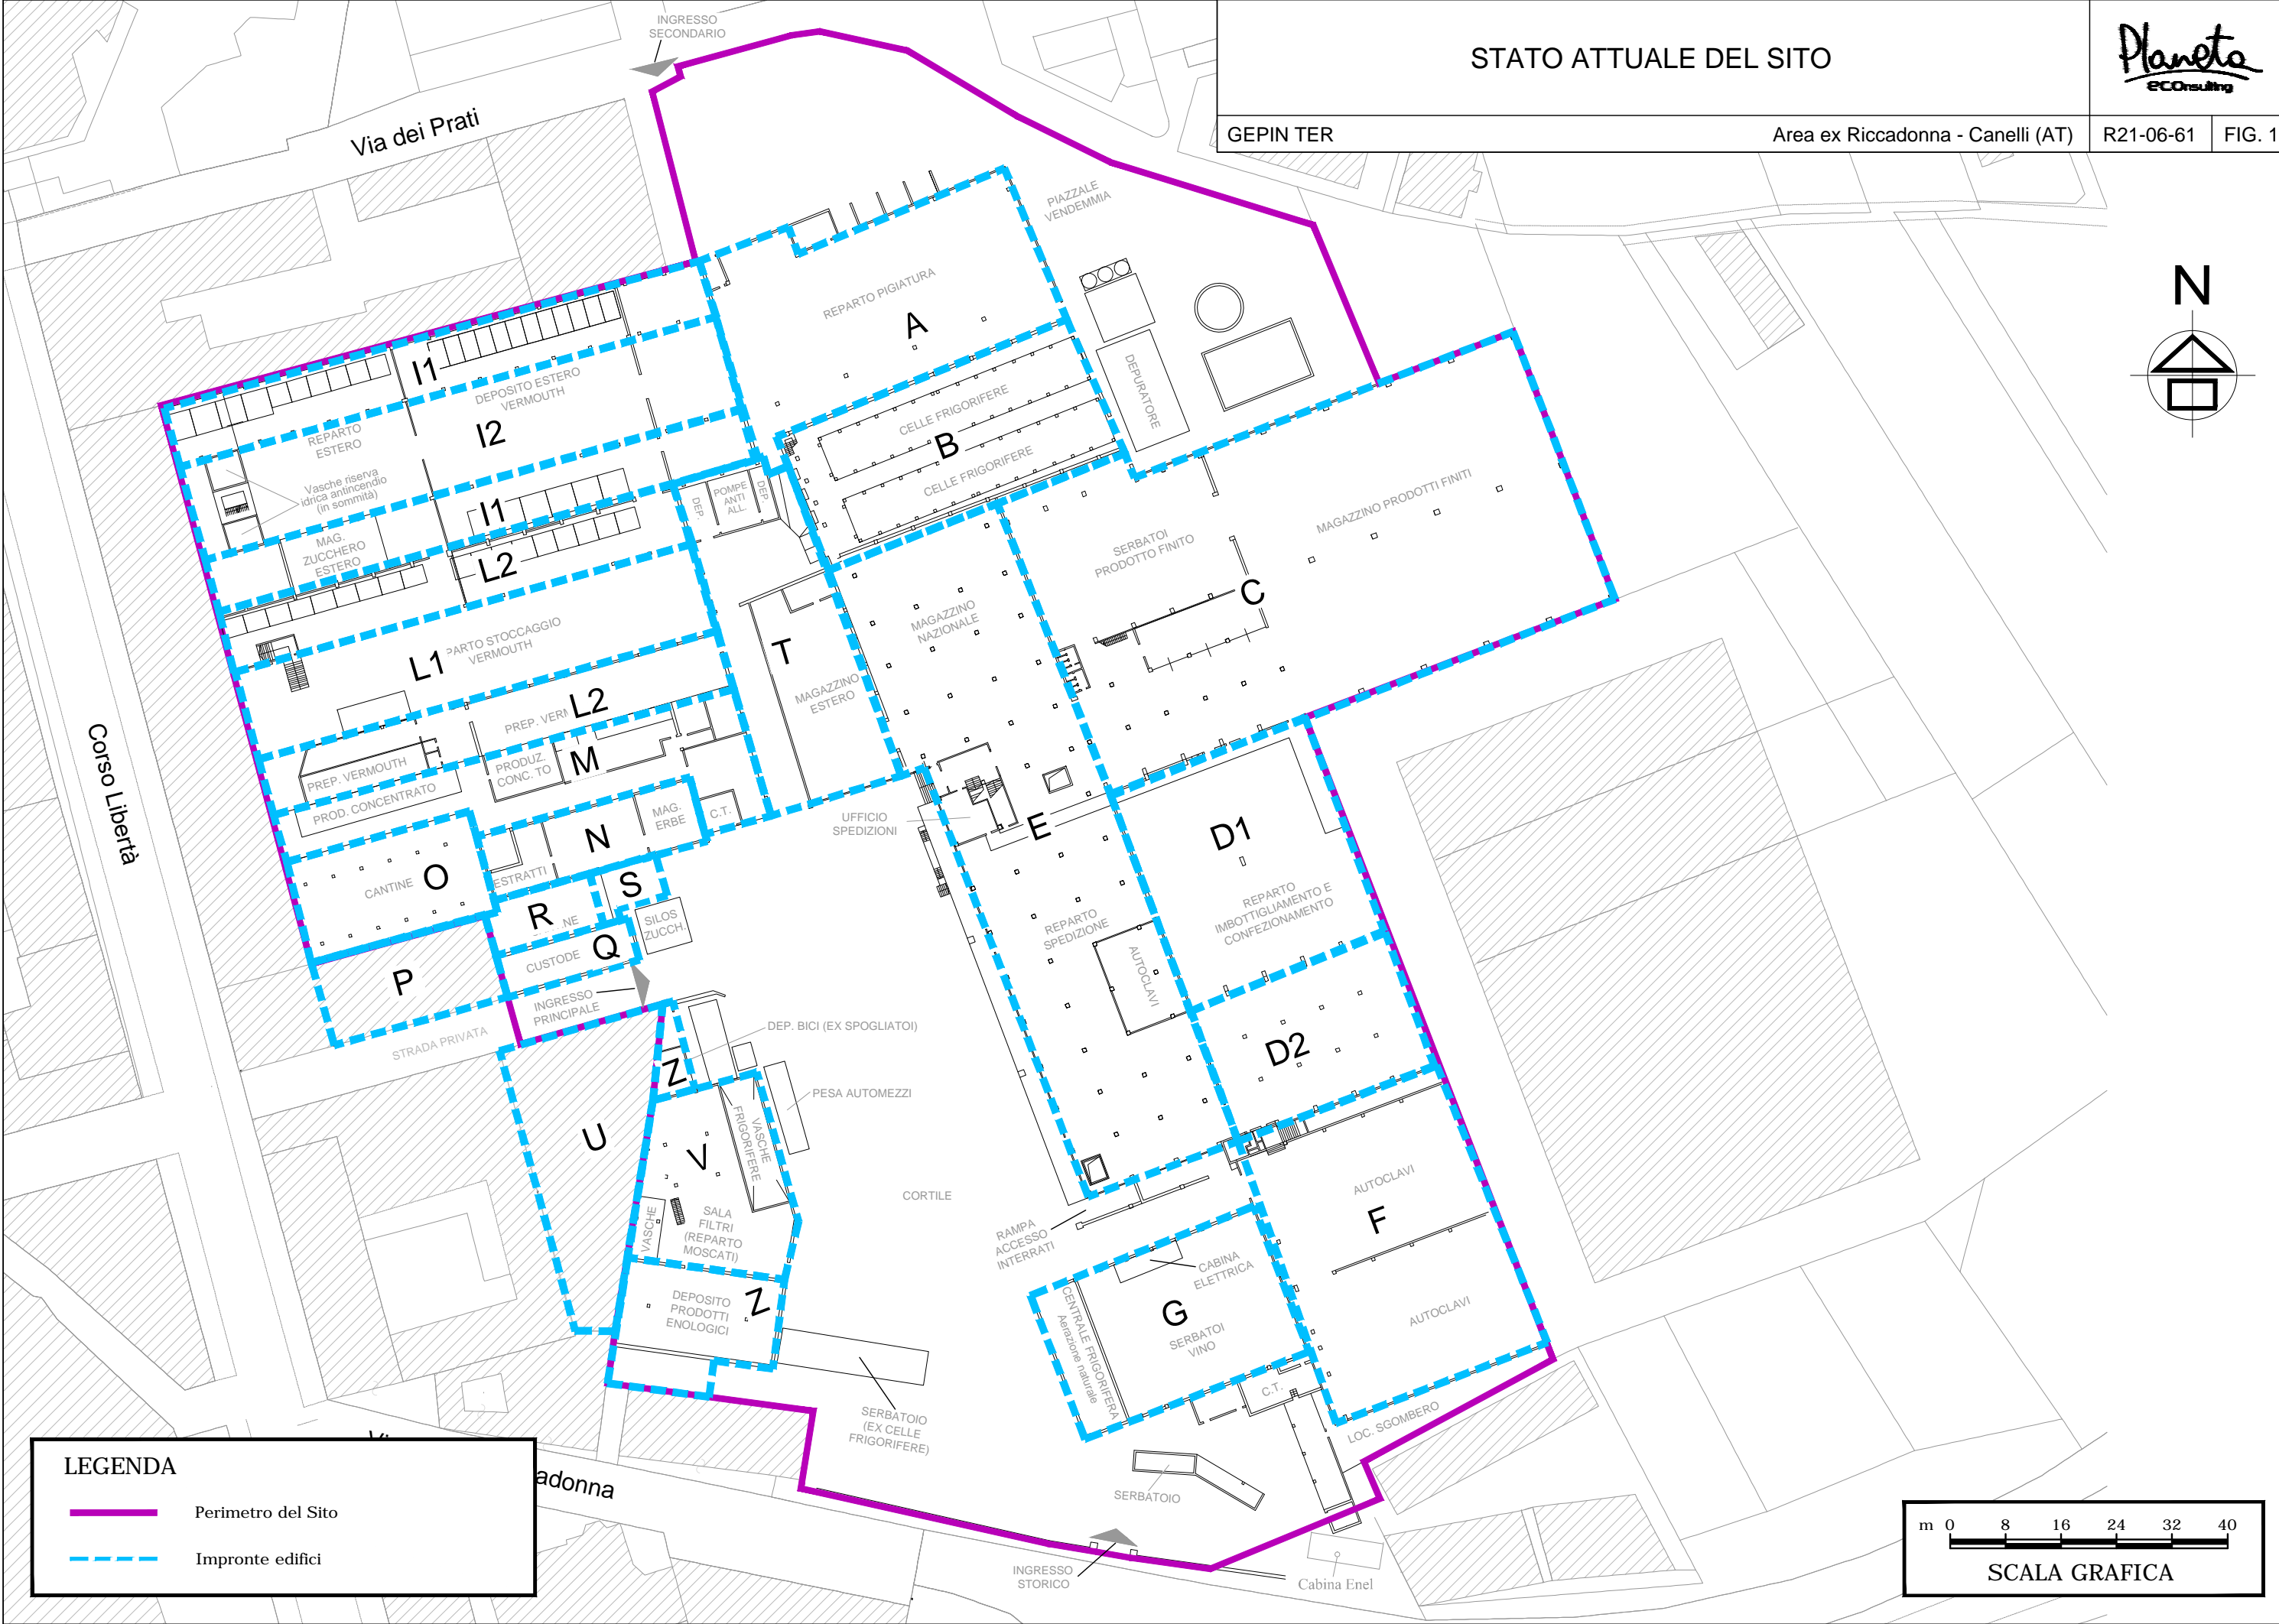 INGRESSO
SECONDARIO
STATO ATTUALE DEL SITO
Planeta
eCOnsulting
GEPIN TER
Area ex Riccadonna - Canelli (AT)
R21-06-61
FIG. 1
Via dei Prati
PIAZZALE
VENDEMMIA
N
REPARTO PIGIATURA
A
I1
DEPOSITO ESTERO
VERMOUTH
DEPURATORE
CELLE FRIGORIFERE
B
CELLE FRIGORIFERE
REPARTO
ESTERO
I2
Vasche riserva
idrica antincendio
(in sommità)
I1
DEP.
POMPE
ANTI
ALL.
DEP.
MAG.
ZUCCHERO
ESTERO
L2
MAGAZZINO PRODOTTI FINITI
SERBATOI
PRODOTTO FINITO
C
MAGAZZINO
NAZIONALE
T
MAGAZZINO
ESTERO
L1
PARTO STOCCAGGIO
VERMOUTH
L2
PREP. VERM
M
PRODUZ.
CONC. TO
PREP. VERMOUTH
PROD. CONCENTRATO
Corso Libertà
MAG.
ERBE
C.T.
N
UFFICIO
SPEDIZIONI
E
D1
REPARTO
IMBOTTIGLIAMENTO E
CONFEZIONAMENTO
CANTINE
O
ESTRATTI
S
R
NE
SILOS
ZUCCH.
Q
CUSTODE
REPARTO
SPEDIZIONE
AUTOCLAVI
P
INGRESSO
PRINCIPALE
STRADA PRIVATA
DEP. BICI (EX SPOGLIATOI)
D2
Z
PESA AUTOMEZZI
U
V
VASCHE
FRIGORIFERE
CORTILE
AUTOCLAVI
F
VASCHE
SALA
FILTRI
(REPARTO
MOSCATI)
RAMPA
ACCESSO
INTERRATI
CABINA
ELETTRICA
DEPOSITO
PRODOTTI
ENOLOGICI
Z
G
CENTRALE FRIGORIFERA
Aerazione naturale
SERBATOI
VINO
AUTOCLAVI
C.T.
LOC. SGOMBERO
SERBATOIO
(EX CELLE
FRIGORIFERE)
SERBATOIO
adonna
INGRESSO
STORICO
Cabina Enel
LEGENDA
Perimetro del Sito
Impronte edifici
m 0 8 16 24 32 40
SCALA GRAFICA